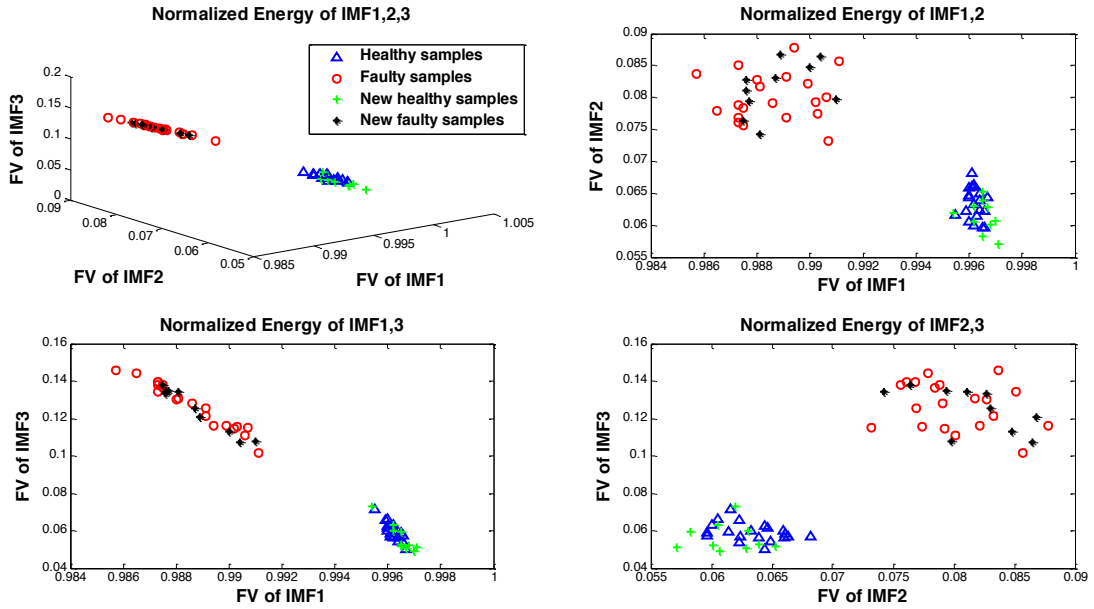 Normalized Energy of IMF1,2,3
Healthy samples
Faulty samples
New healthy samples
New faulty samples
0.2
0.15
0.1
0.05
0
FV of IMF3
0.09
0.08
0.07
0.06
0.05
FV of IMF2
0.985
0.99
0.995
1
1.005
FV of IMF1
Normalized Energy of IMF1,2
0.09
0.085
0.08
0.075
0.07
0.065
0.06
0.055
FV of IMF2
0.984 0.986 0.988 0.99 0.992 0.994 0.996 0.998 1
FV of IMF1
Normalized Energy of IMF1,3
0.16
0.14
0.12
0.1
0.08
0.06
0.04
FV of IMF3
0.984 0.986 0.988 0.99 0.992 0.994 0.996 0.998 1
FV of IMF1
Normalized Energy of IMF2,3
0.16
0.14
0.12
0.1
0.08
0.06
0.04
FV of IMF3
0.055 0.06 0.065 0.07 0.075 0.08 0.085 0.09
FV of IMF2